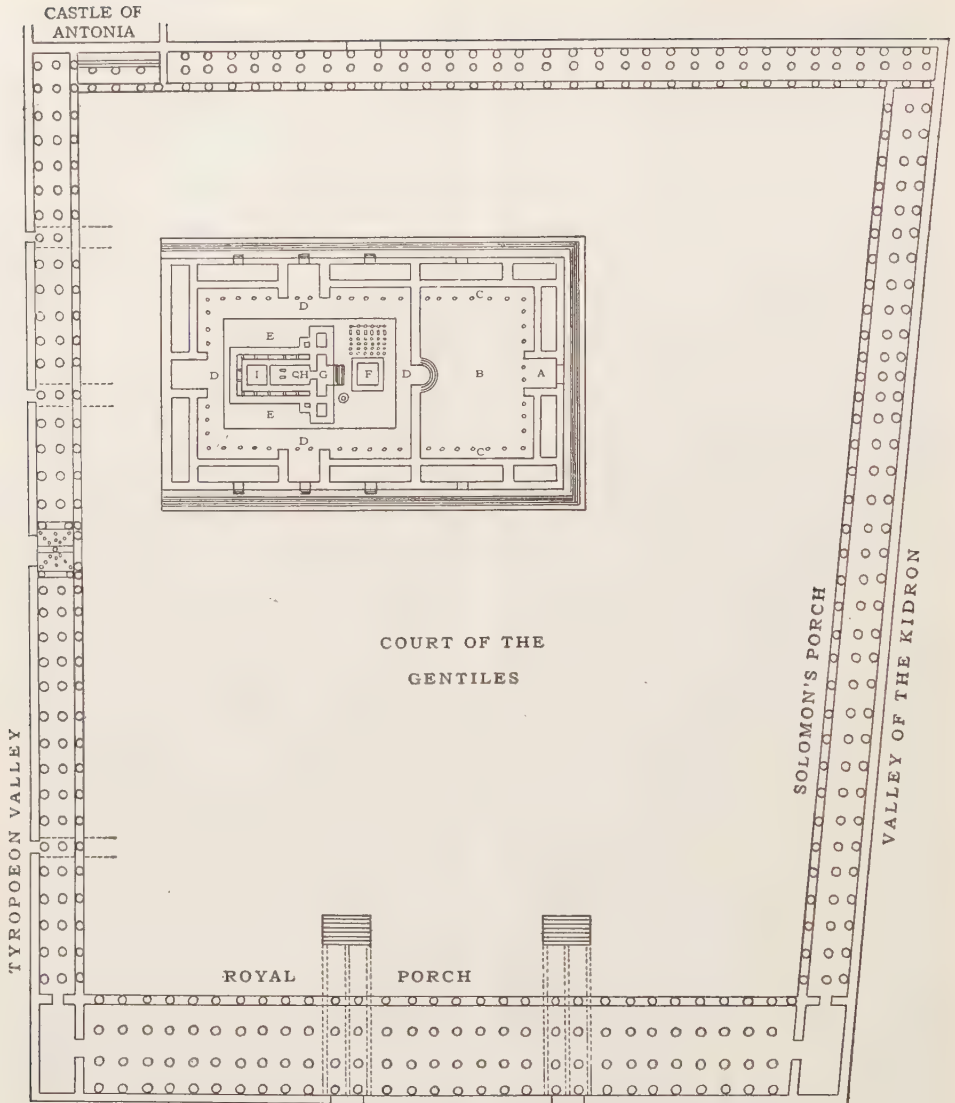 CASTLE OF
ANTONIA
C
D
E
D
I
CH
G
F
D
B
A
E
D
C
COURT OF THE
GENTILES
SOLOMON'S PORCH
VALLEY OF THE KIDRON
TYROPOEON VALLEY
ROYAL PORCH